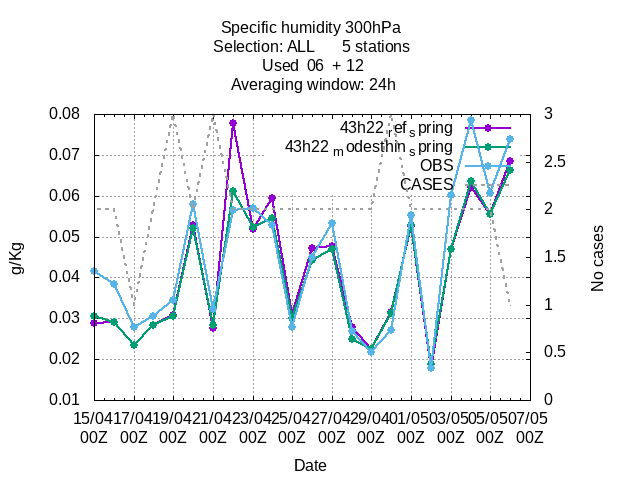 Specific humidity 300hPa
Selection: ALL 5 stations
Used 06 + 12
Averaging window: 24h
0.08
0.07
0.06
0.05
0.04
0.03
0.02
0.01
g/Kg
3
2.5
2
1.5
1
0.5
0
No cases
43h22_ref_spring
43h22_modesthin_spring
OBS
CASES
15/04 17/04 19/04 21/04 23/04 25/04 27/04 29/04 01/05 03/05 05/05 07/05
00Z 00Z 00Z 00Z 00Z 00Z 00Z 00Z 00Z 00Z 00Z 00Z
Date